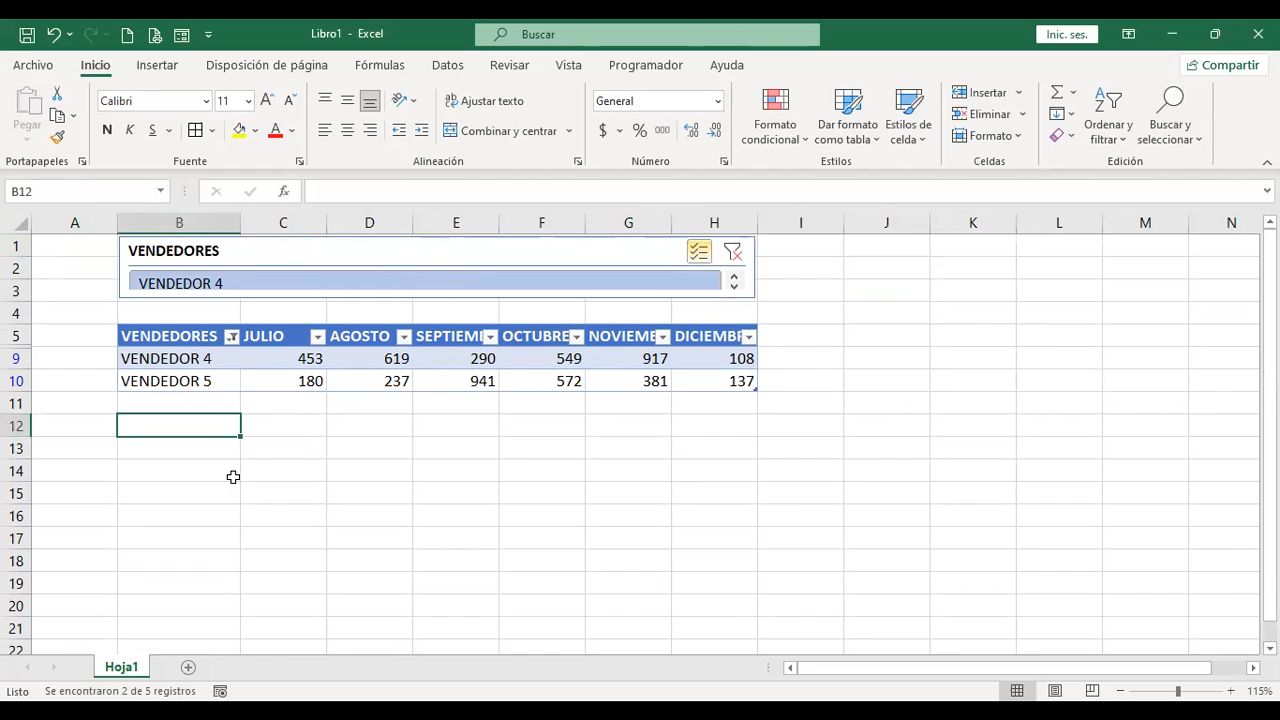 Libro1 - Excel
Buscar
Inic. ses.
Archivo Inicio Insertar Disposición de página Fórmulas Datos Revisar Vista Programador Ayuda
Compartir
Pegar
Portapapeles
Calibri 11
N K S
Fuente
Ajustar texto
Combinar y centrar
Alineación
General
$ % 000
Número
Formato condicional
Dar formato como tabla
Estilos de celda
Estilos
Insertar
Eliminar
Formato
Celdas
Ordenar y filtrar
Buscar y seleccionar
Edición
B12
A B C D E F G H I J K L M N
1
VENDEDORES
2
VENDEDOR 4
3
4
5 VENDEDORES JULIO AGOSTO SEPTIEM OCTUBRE NOVIEME DICIEMBR
9 VENDEDOR 4 453 619 290 549 917 108
10 VENDEDOR 5 180 237 941 572 381 137
11
12
13
14
15
16
17
18
19
20
21
22
Hoja1
Listo Se encontraron 2 de 5 registros
115%